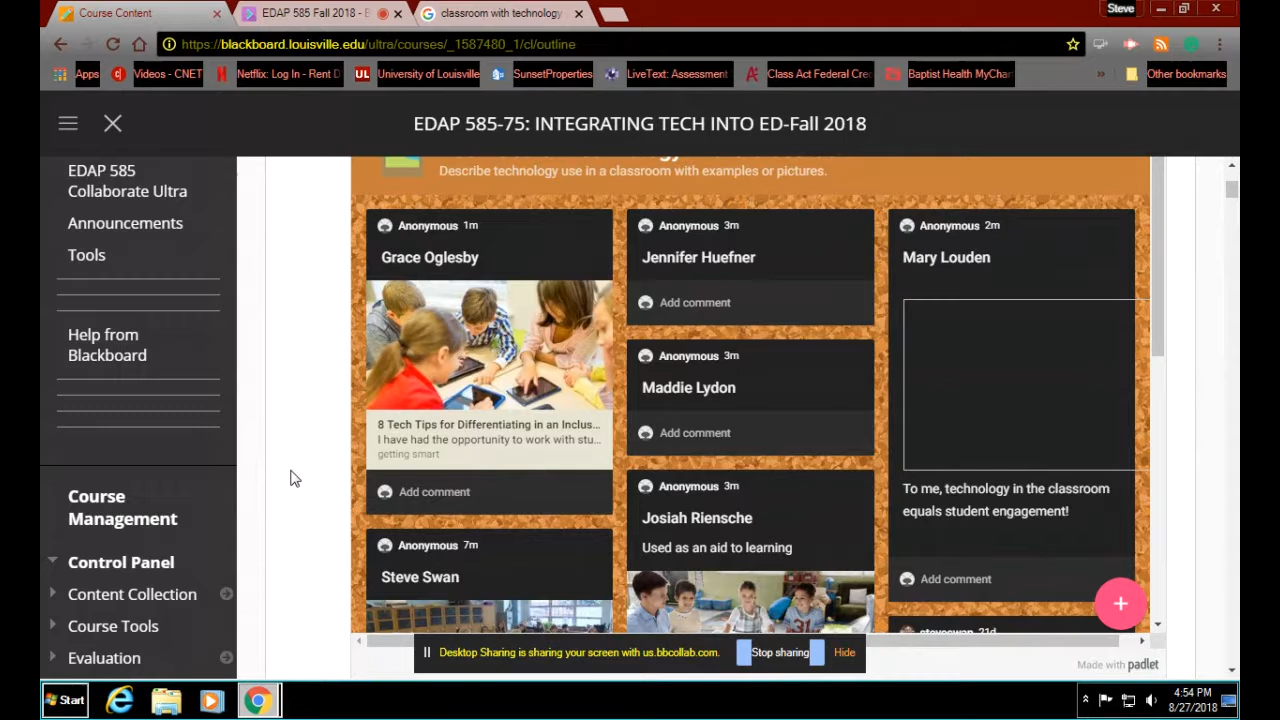 Course Content
EDAP 585 Fall 2018 - B
classroom with technology
Steve
https://blackboard.louisville.edu/ultra/courses/_1587480_1/cl/outline
Apps
Videos - CNET
Netflix: Log In - Rent D
University of Louisville
SunsetProperties
LiveText: Assessment
Class Act Federal Cre
Baptist Health MyChar
»
Other bookmarks
EDAP 585-75: INTEGRATING TECH INTO ED-Fall 2018
EDAP 585
Collaborate Ultra
Announcements
Tools
Help from
Blackboard
Course
Management
Control Panel
Content Collection
Course Tools
Evaluation
Describe technology use in a classroom with examples or pictures.
Anonymous 1m
Grace Oglesby
8 Tech Tips for Differentiating in an Inclus...
I have had the opportunity to work with stu...
getting smart
Add comment
Anonymous 7m
Steve Swan
Anonymous 3m
Jennifer Huefner
Add comment
Anonymous 3m
Maddie Lydon
Add comment
Anonymous 3m
Josiah Riensche
Used as an aid to learning
31
Anonymous 2m
Mary Louden
To me, technology in the classroom
equals student engagement!
Add comment
steveswan 21d
Desktop Sharing is sharing your screen with us.bbcollab.com.
Stop sharing
Hide
Made with padlet
Start
4:54 PM
8/27/2018